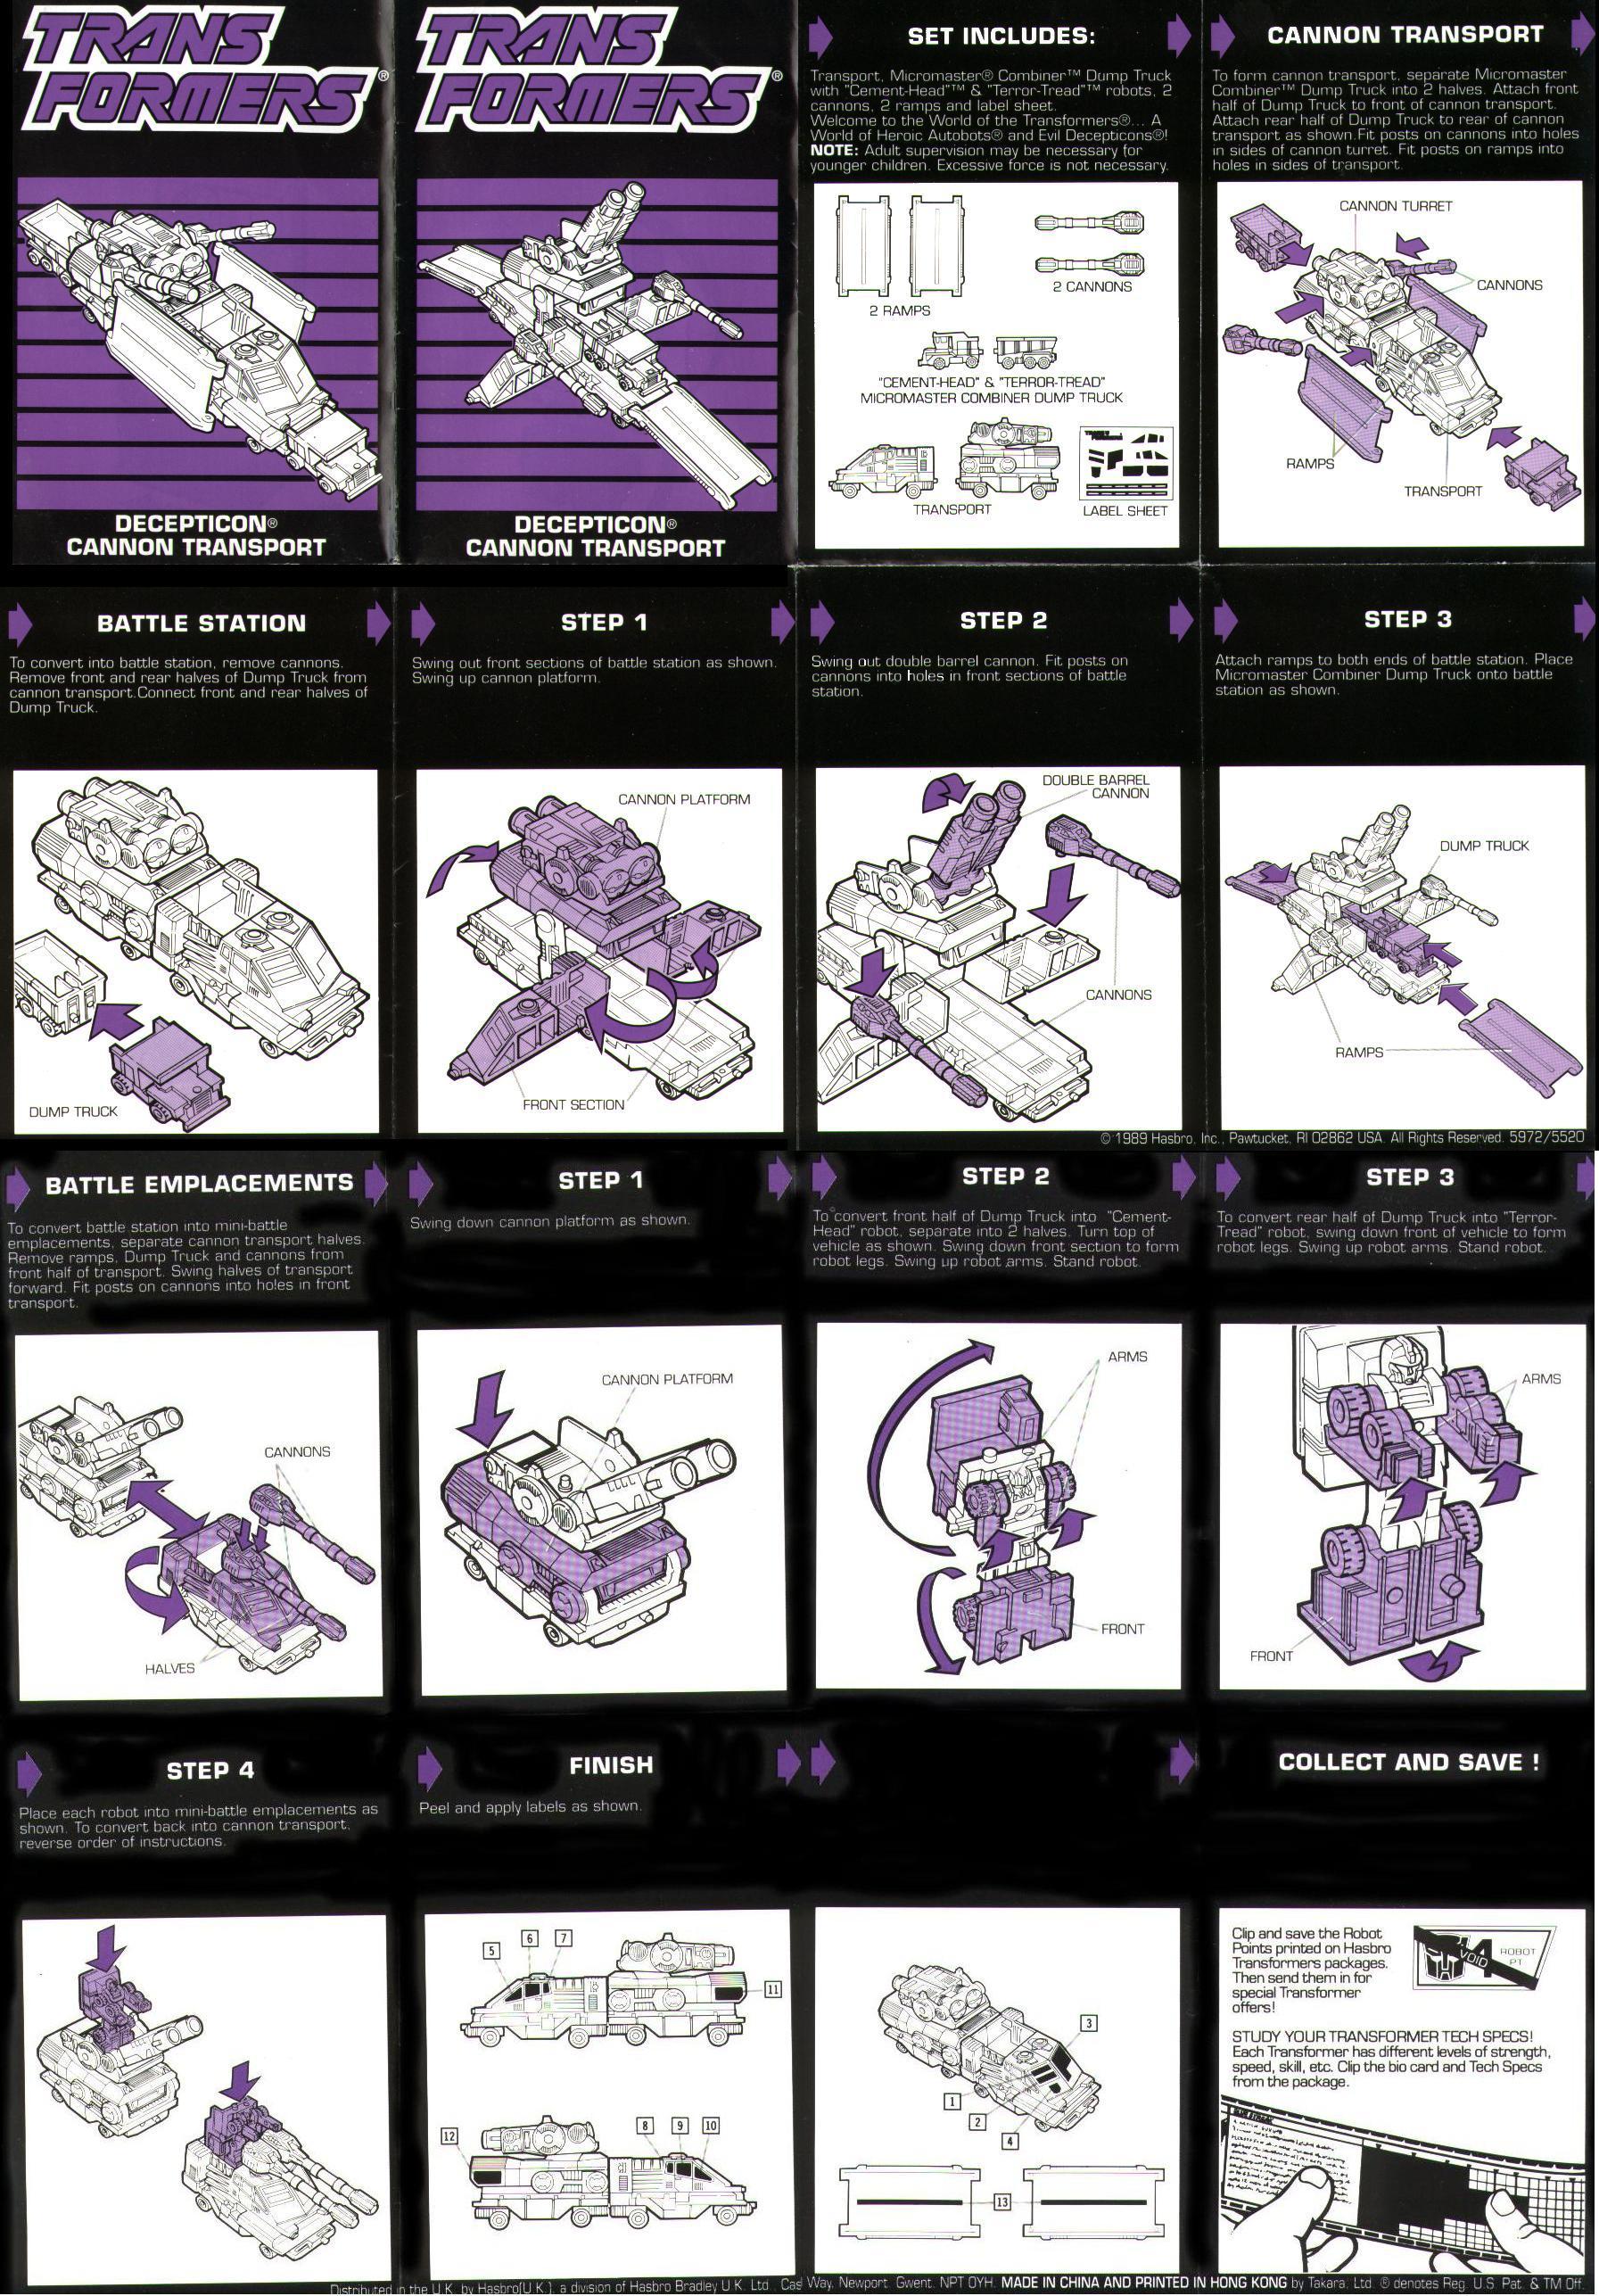 TRANS
FORMERS®
DECEPTICON®
CANNON TRANSPORT
TRANS
FORMERS®
DECEPTICON®
CANNON TRANSPORT
SET INCLUDES:
Transport, Micromaster® Combiner™ Dump Truck
with "Cement-Head"™ & "Terror-Tread"™ robots, 2
cannons, 2 ramps and label sheet.
Welcome to the World of the Transformers®... A
World of Heroic Autobots® and Evil Decepticons®!
NOTE: Adult supervision may be necessary for
younger children. Excessive force is not necessary.
2 RAMPS
2 CANNONS
"CEMENT-HEAD" & "TERROR-TREAD"
MICROMASTER COMBINER DUMP TRUCK
TRANSPORT
LABEL SHEET
CANNON TRANSPORT
To form cannon transport, separate Micromaster
Combiner™ Dump Truck into 2 halves. Attach front
half of Dump Truck to front of cannon transport.
Attach rear half of Dump Truck to rear of cannon
transport as shown.Fit posts on cannons into holes
in sides of cannon turret. Fit posts on ramps into
holes in sides of transport.
CANNON TURRET
CANNONS
RAMPS
TRANSPORT
BATTLE STATION
To convert into battle station, remove cannons.
Remove front and rear halves of Dump Truck from
cannon transport.Connect front and rear halves of
Dump Truck.
DUMP TRUCK
STEP 1
Swing out front sections of battle station as shown.
Swing up cannon platform.
CANNON PLATFORM
FRONT SECTION
STEP 2
Swing out double barrel cannon. Fit posts on
cannons into holes in front sections of battle
station.
DOUBLE BARREL
CANNON
CANNONS
STEP 3
Attach ramps to both ends of battle station. Place
Micromaster Combiner Dump Truck onto battle
station as shown.
DUMP TRUCK
RAMPS
© 1989 Hasbro, Inc., Pawtucket, RI 02862 USA. All Rights Reserved. 5972/5520
BATTLE EMPLACEMENTS
To convert battle station into mini-battle
emplacements, separate cannon transport halves.
Remove ramps, Dump Truck and cannons from
front half of transport. Swing halves of transport
forward. Fit posts on cannons into holes in front
transport.
CANNONS
HALVES
STEP 1
Swing down cannon platform as shown.
CANNON PLATFORM
STEP 2
To convert front half of Dump Truck into "Cement-
Head" robot, separate into 2 halves. Turn top of
vehicle as shown. Swing down front section to form
robot legs. Swing up robot arms. Stand robot.
ARMS
FRONT
STEP 3
To convert rear half of Dump Truck into "Terror-
Tread" robot, swing down front of vehicle to form
robot legs. Swing up robot arms. Stand robot.
ARMS
FRONT
STEP 4
Place each robot into mini-battle emplacements as
shown. To convert back into cannon transport,
reverse order of instructions.
FINISH
Peel and apply labels as shown.
5
6
7
11
12
8
9
10
3
1
2
4
13
COLLECT AND SAVE !
Clip and save the Robot
Points printed on Hasbro
Transformers packages.
Then send them in for
special Transformer
offers!
VOID
ROBOT
PT.
STUDY YOUR TRANSFORMER TECH SPECS!
Each Transformer has different levels of strength,
speed, skill, etc. Clip the bio card and Tech Specs
from the package.
Distributed in the U.K. by Hasbro(U.K.), a division of Hasbro Bradley U.K. Ltd., Way, Newport. Gwent. NPT 0YH. MADE IN CHINA AND PRINTED IN HONG KONG by Takara, Ltd. ® denotes Reg. U.S. Pat. & TM Off.